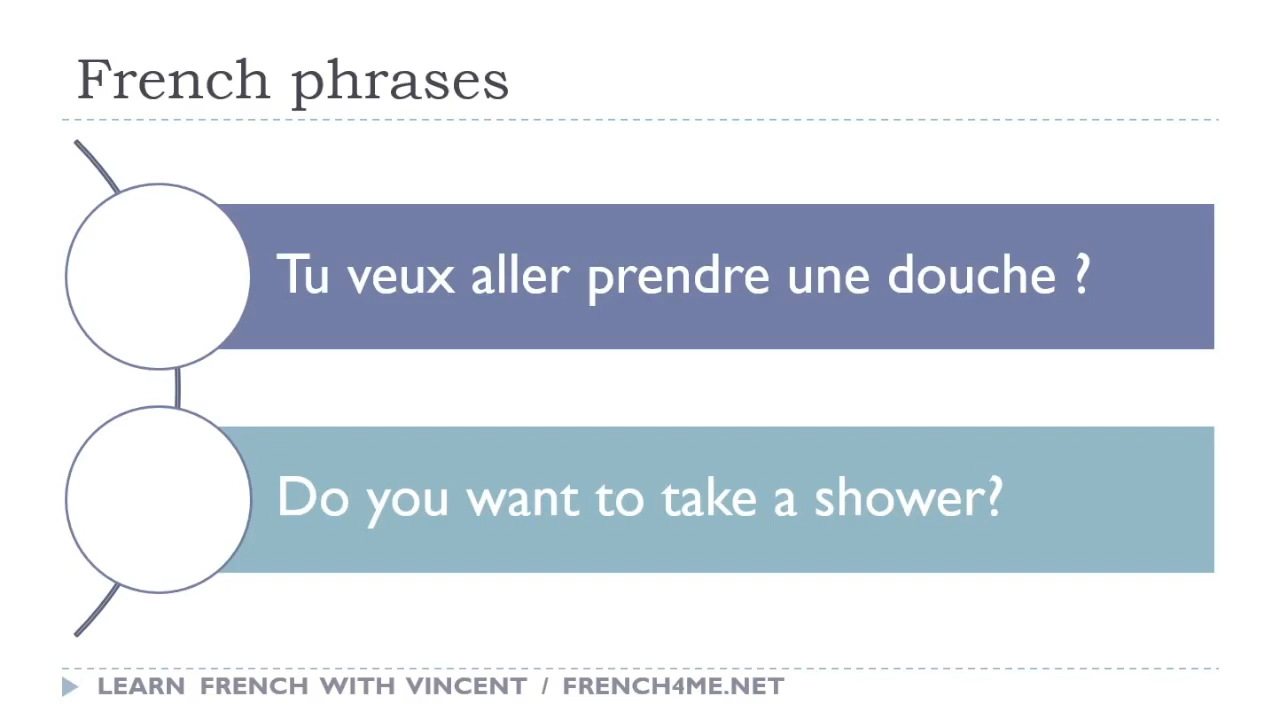 French phrases
Tu veux aller prendre une douche ?
Do you want to take a shower?
LEARN FRENCH WITH VINCENT / FRENCH4ME.NET